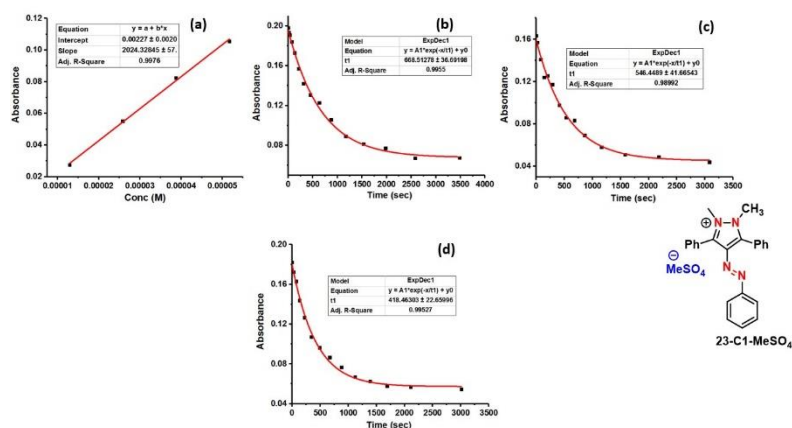 (a)
Equation y = a + b*x
Intercept 0.00227 ± 0.0020
Slope 2024.32645 ± 57.
Adj. R-Square 0.9976
Absorbance
0.12
0.10
0.08
0.06
0.04
0.02
0.00001 0.00002 0.00003 0.00004 0.00005
Conc (M)
(b)
Model ExpDec1
Equation y = A1*exp(-x/t1) + y0
t1 668.51278 ± 36.69198
Adj. R-Square 0.9955
Absorbance
0.20
0.16
0.12
0.08
0 500 1000 1500 2000 2500 3000 3500 4000
Time (sec)
(c)
Model ExpDec1
Equation y = A1*exp(-x/t1) + y0
t1 546.4489 ± 41.66543
Adj. R-Square 0.98992
Absorbance
0.16
0.12
0.08
0.04
0 500 1000 1500 2000 2500 3000 3500
Time (sec)
(d)
Model ExpDec1
Equation y = A1*exp(-x/t1) + y0
t1 418.46303 ± 22.65996
Adj. R-Square 0.99527
Absorbance
0.20
0.16
0.12
0.08
0.04
0 500 1000 1500 2000 2500 3000 3500
Time (sec)
CH3
N N
Ph Ph
N
N
MeSO4
23-C1-MeSO4